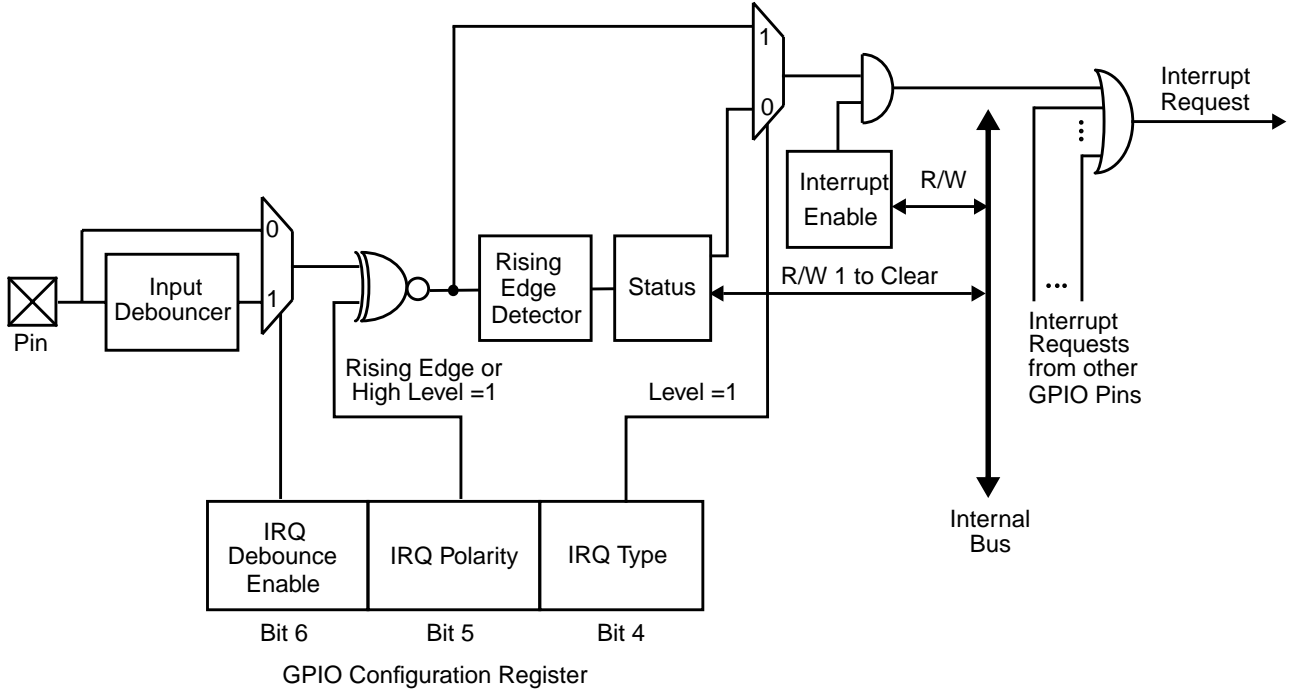 1
0
Interrupt
Request
Interrupt
Enable
R/W
0
1
Input
Debouncer
Pin
Rising
Edge
Detector
Status
R/W 1 to Clear
Interrupt
Requests
from other
GPIO Pins
Rising Edge or
High Level =1
Level =1
Internal
Bus
IRQ
Debounce
Enable
IRQ Polarity
IRQ Type
Bit 6
Bit 5
Bit 4
GPIO Configuration Register